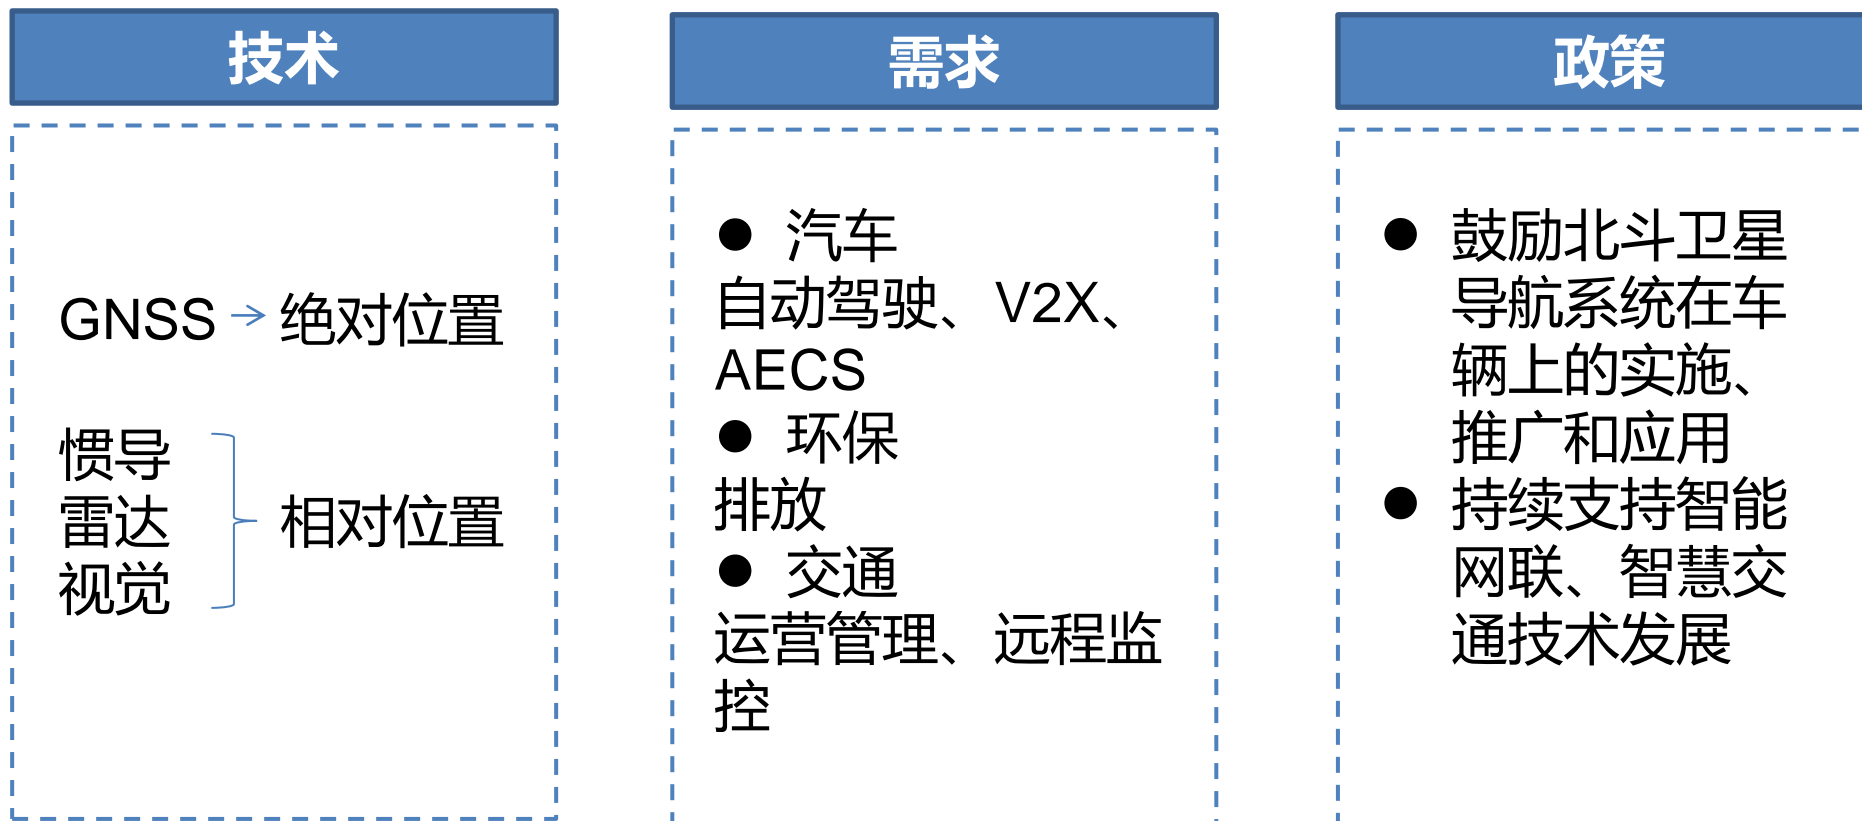 技术
GNSS 绝对位置
惯导
雷达
视觉
相对位置
需求
● 汽车
自动驾驶、V2X、
AECS
● 环保
排放
● 交通
运营管理、远程监
控
政策
● 鼓励北斗卫星
导航系统在车
辆上的实施、
推广和应用
● 持续支持智能
网联、智慧交
通技术发展